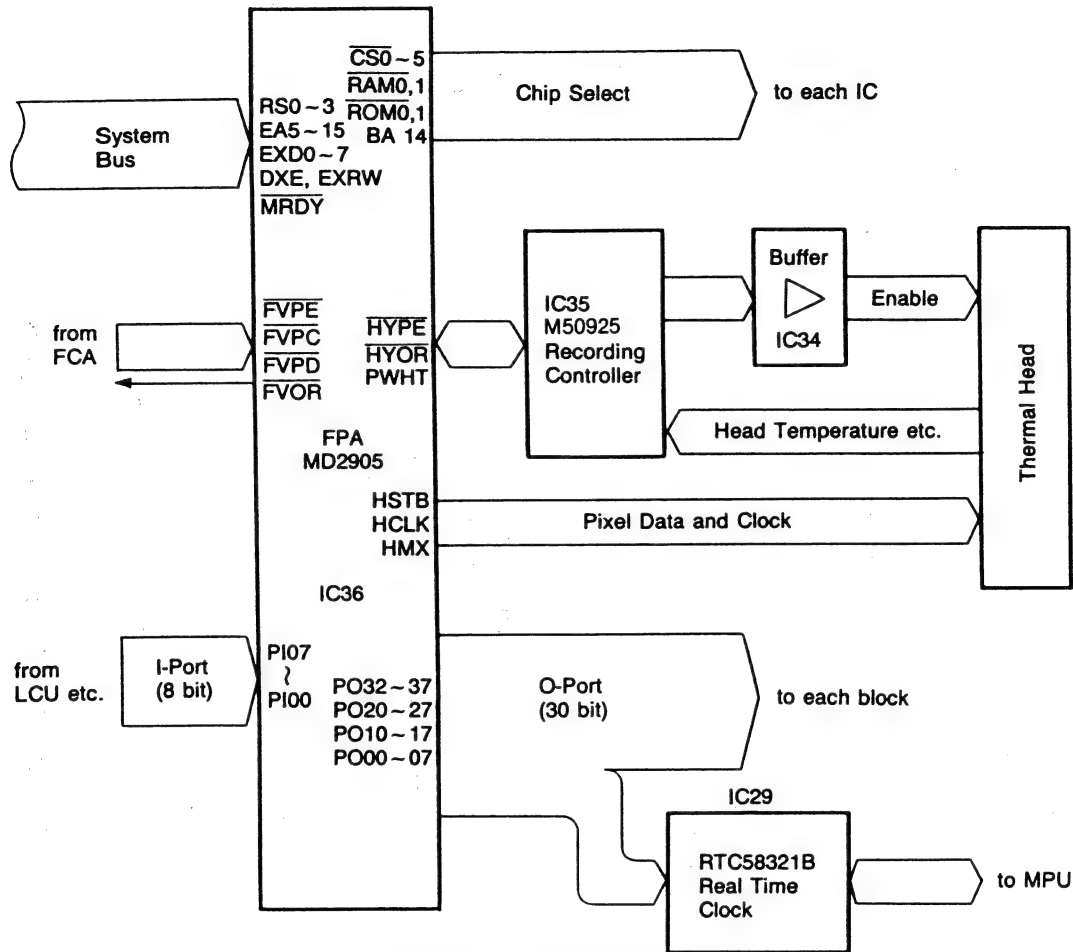 CS0 ~ 5
RAM0,1
ROM0,1
BA 14
Chip Select
to each IC
System
Bus
RS0 ~ 3
EA5 ~ 15
EXD0 ~ 7
DXE, EXRW
MRDY
from
FCA
FVPE
FVPC
FVPD
FVOR
HYPE
HYOR
PWHT
IC35
M50925
Recording
Controller
Buffer
IC34
Enable
Thermal Head
Head Temperature etc.
FPA
MD2905
HSTB
HCLK
HMX
Pixel Data and Clock
IC36
from
LCU etc.
I-Port
(8 bit)
PI07
~
PI00
PO32 ~ 37
PO20 ~ 27
PO10 ~ 17
PO00 ~ 07
O-Port
(30 bit)
to each block
IC29
RTC58321B
Real Time
Clock
to MPU